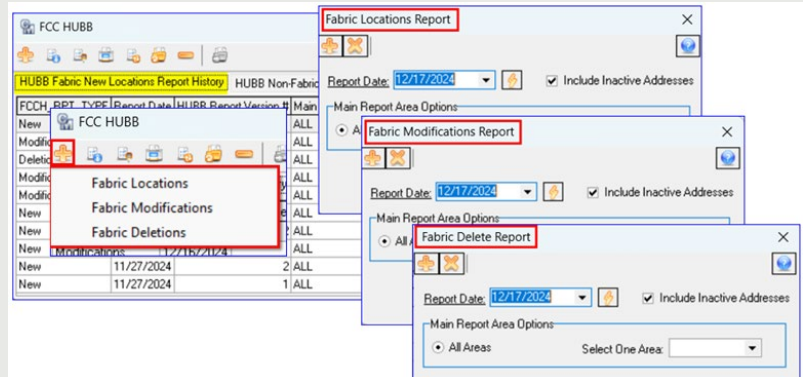 FCC HUBB
HUBB Fabric New Locations Report History HUBB Non-Fabric
FCCH_RPT_TYPE Report Date HUBB Report Version # Main
New ALL
ALL
ALL
ALL
ALL
New ALL
New 2 ALL
New Modifications 12/16/2024 ALL
New 11/27/2024 2 ALL
New 11/27/2024 1 ALL
FCC HUBB
Fabric Locations
Fabric Modifications
Fabric Deletions
Fabric Locations Report
Report Date: 12/17/2024 Include Inactive Addresses
Main Report Area Options
Fabric Modifications Report
Report Date: 12/17/2024 Include Inactive Addresses
Main Report Area Options
All
Fabric Delete Report
Report Date: 12/17/2024 Include Inactive Addresses
Main Report Area Options
All Areas Select One Area: